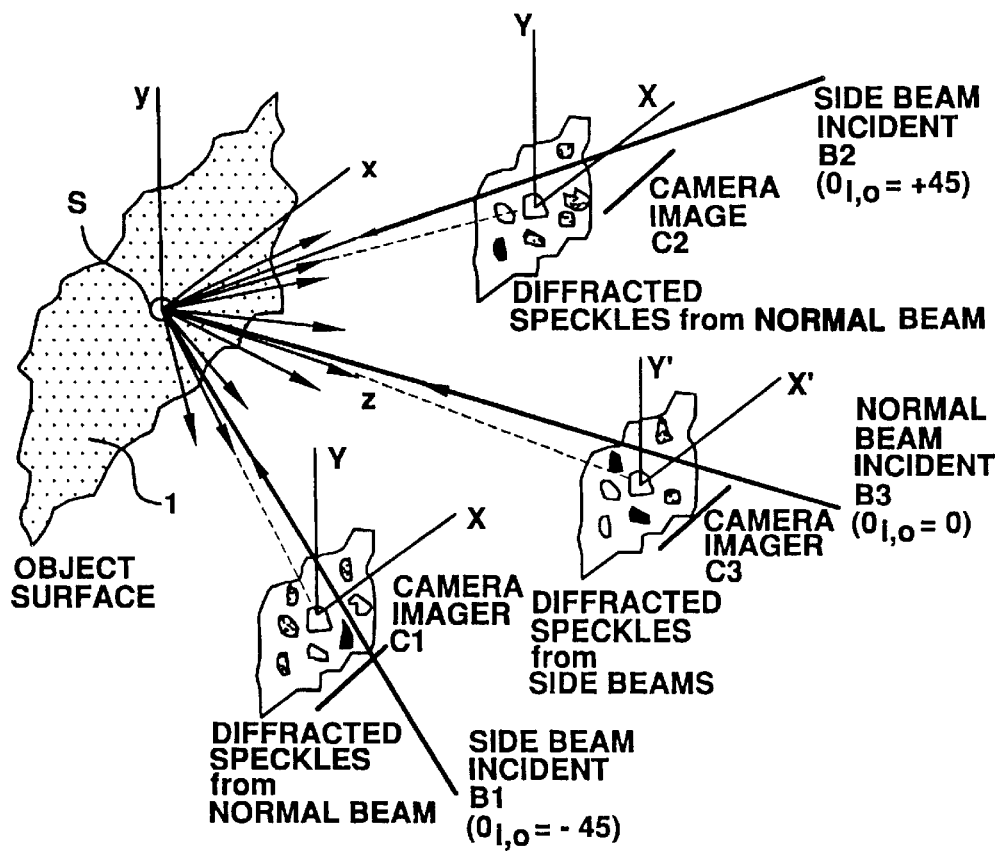 Y
y
X
SIDE BEAM
INCIDENT
B2
(0i,o = +45)
x
S
CAMERA
IMAGE
C2
DIFFRACTED
SPECKLES from NORMAL BEAM
z
Y'
X'
NORMAL
BEAM
INCIDENT
B3
(0i,o = 0)
Y
1
X
CAMERA
IMAGER
C3
OBJECT
SURFACE
CAMERA
IMAGER
C1
DIFFRACTED
SPECKLES
from
SIDE BEAMS
DIFFRACTED
SPECKLES
from
NORMAL BEAM
SIDE BEAM
INCIDENT
B1
(0i,o = - 45)